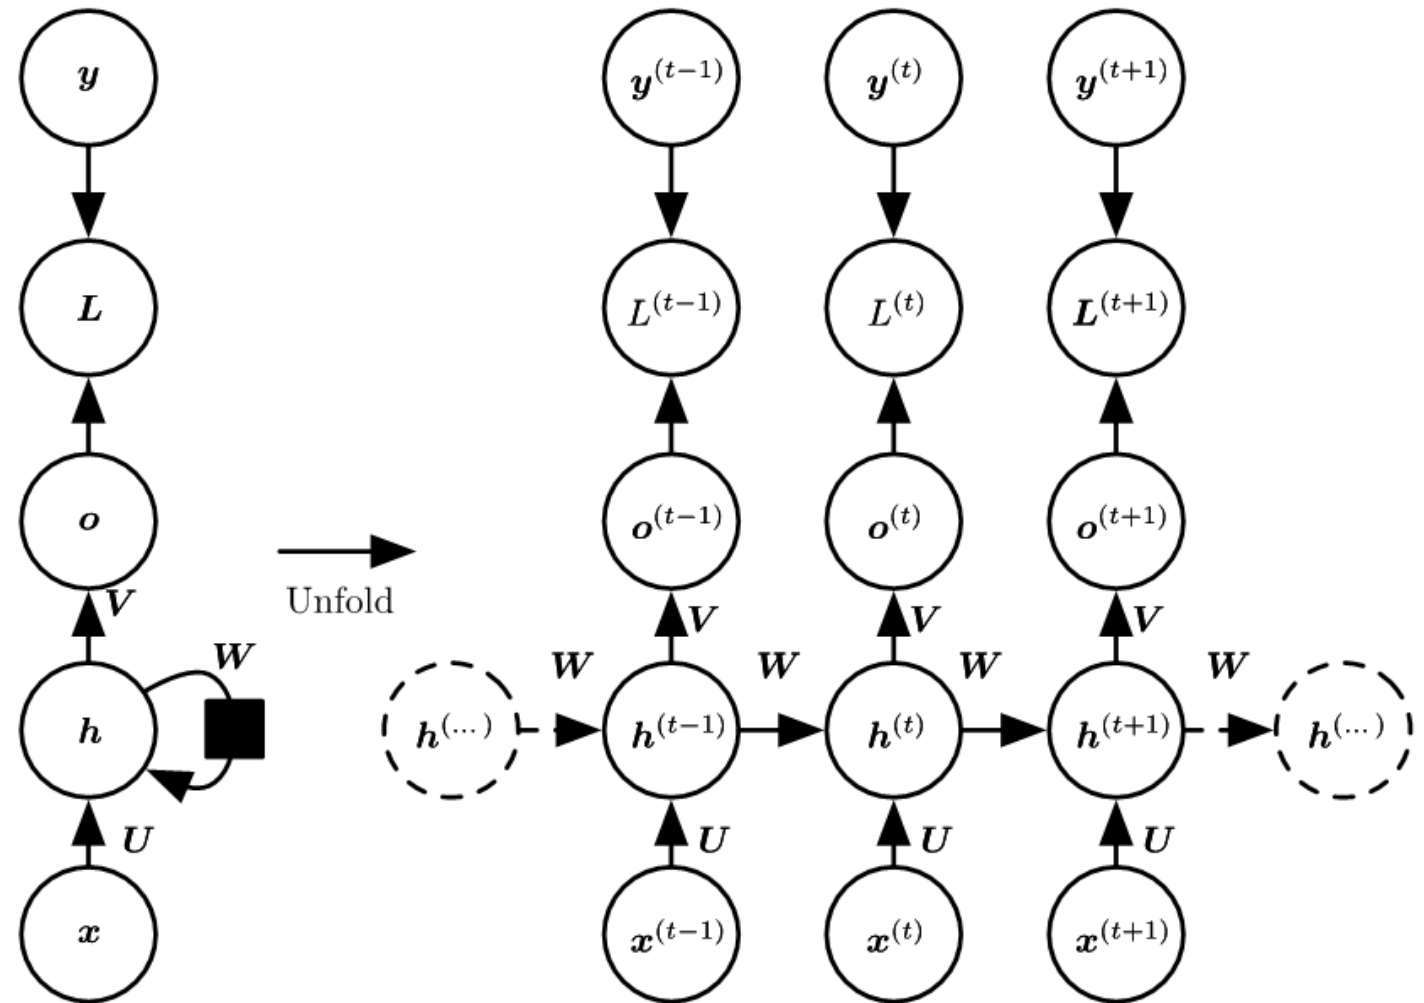 y y^(t−1) y^(t) y^(t+1)
L L^(t−1) L^(t) L^(t+1)
o o^(t−1) o^(t) o^(t+1)
Unfold
V V V V
W W W W W
h h^(...) h^(t−1) h^(t) h^(t+1) h^(...)
U U U U
x x^(t−1) x^(t) x^(t+1)